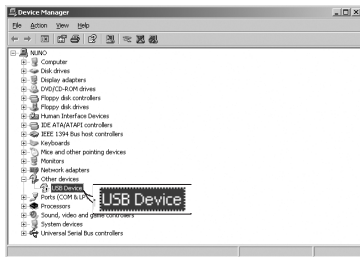 Device Manager
File Action View Help
NUNO
Computer
Disk drives
Display adapters
DVD/CD-ROM drives
Floppy disk controllers
Floppy disk drives
Human Interface Devices
IDE ATA/ATAPI controllers
IEEE 1394 Bus host controllers
Keyboards
Mice and other pointing devices
Monitors
Network adapters
Other devices
USB Device
USB Device
Ports (COM & LP
Processors
Sound, video and game controllers
System devices
Universal Serial Bus controllers